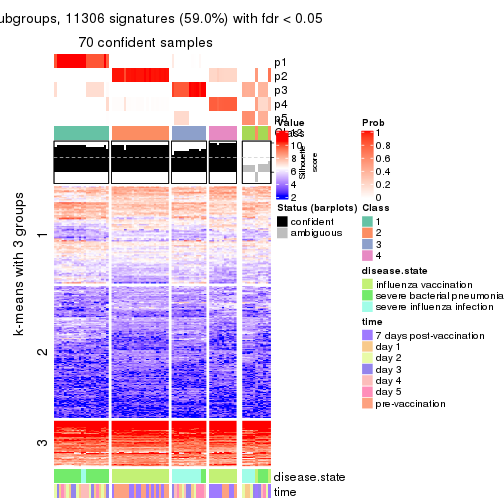 ubgroups, 11306 signatures (59.0%) with fdr < 0.05
70 confident samples
p1
p2
p3
p4
p5
Class
Silhouette
score
k-means with 3 groups
1
2
3
disease.state
time
Value
10
8
6
4
2
Status (barplots)
confident
ambiguous
Prob
1
0.8
0.6
0.4
0.2
0
Class
1
2
3
4
disease.state
influenza vaccination
severe bacterial pneumonia
severe influenza infection
time
7 days post-vaccination
day 1
day 2
day 3
day 4
day 5
pre-vaccination